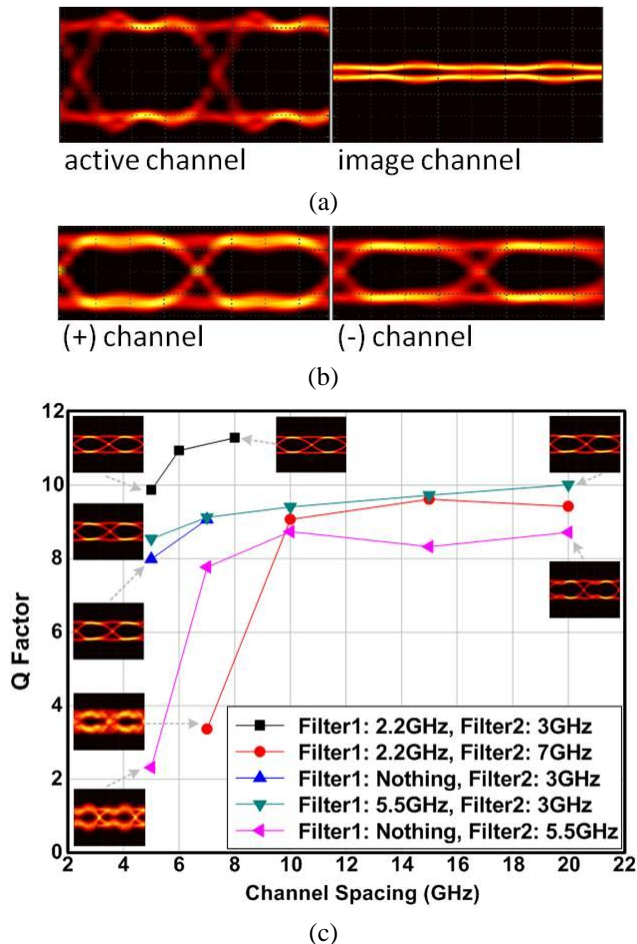 active channel image channel
(a)
(+) channel (-) channel
(b)
12
10
8
6
4
2
0
Q Factor
Filter1: 2.2GHz, Filter2: 3GHz
Filter1: 2.2GHz, Filter2: 7GHz
Filter1: Nothing, Filter2: 3GHz
Filter1: 5.5GHz, Filter2: 3GHz
Filter1: Nothing, Filter2: 5.5GHz
2 4 6 8 10 12 14 16 18 20 22
Channel Spacing (GHz)
(c)